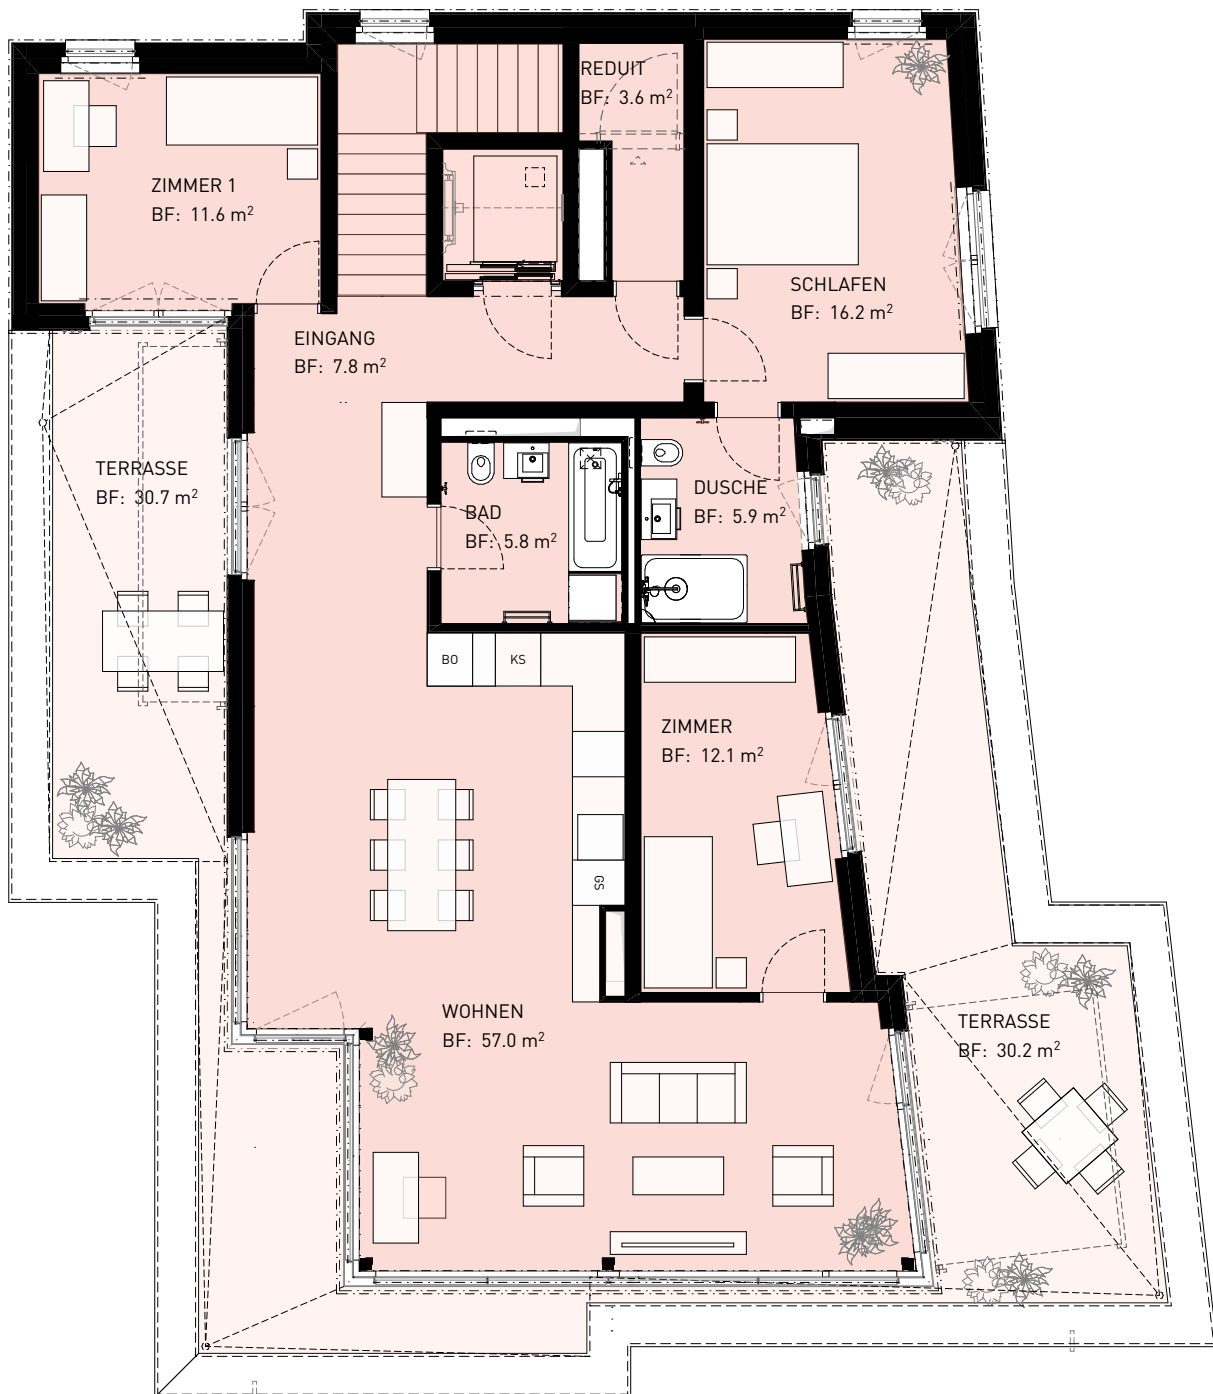 REDUIT
BF: 3.6 m²
ZIMMER 1
BF: 11.6 m²
SCHLAFEN
BF: 16.2 m²
EINGANG
BF: 7.8 m²
TERRASSE
BF: 30.7 m²
DUSCHE
BF: 5.9 m²
BAD
BF: 5.8 m²
BO
KS
ZIMMER
BF: 12.1 m²
GS
WOHNEN
BF: 57.0 m²
TERRASSE
BF: 30.2 m²